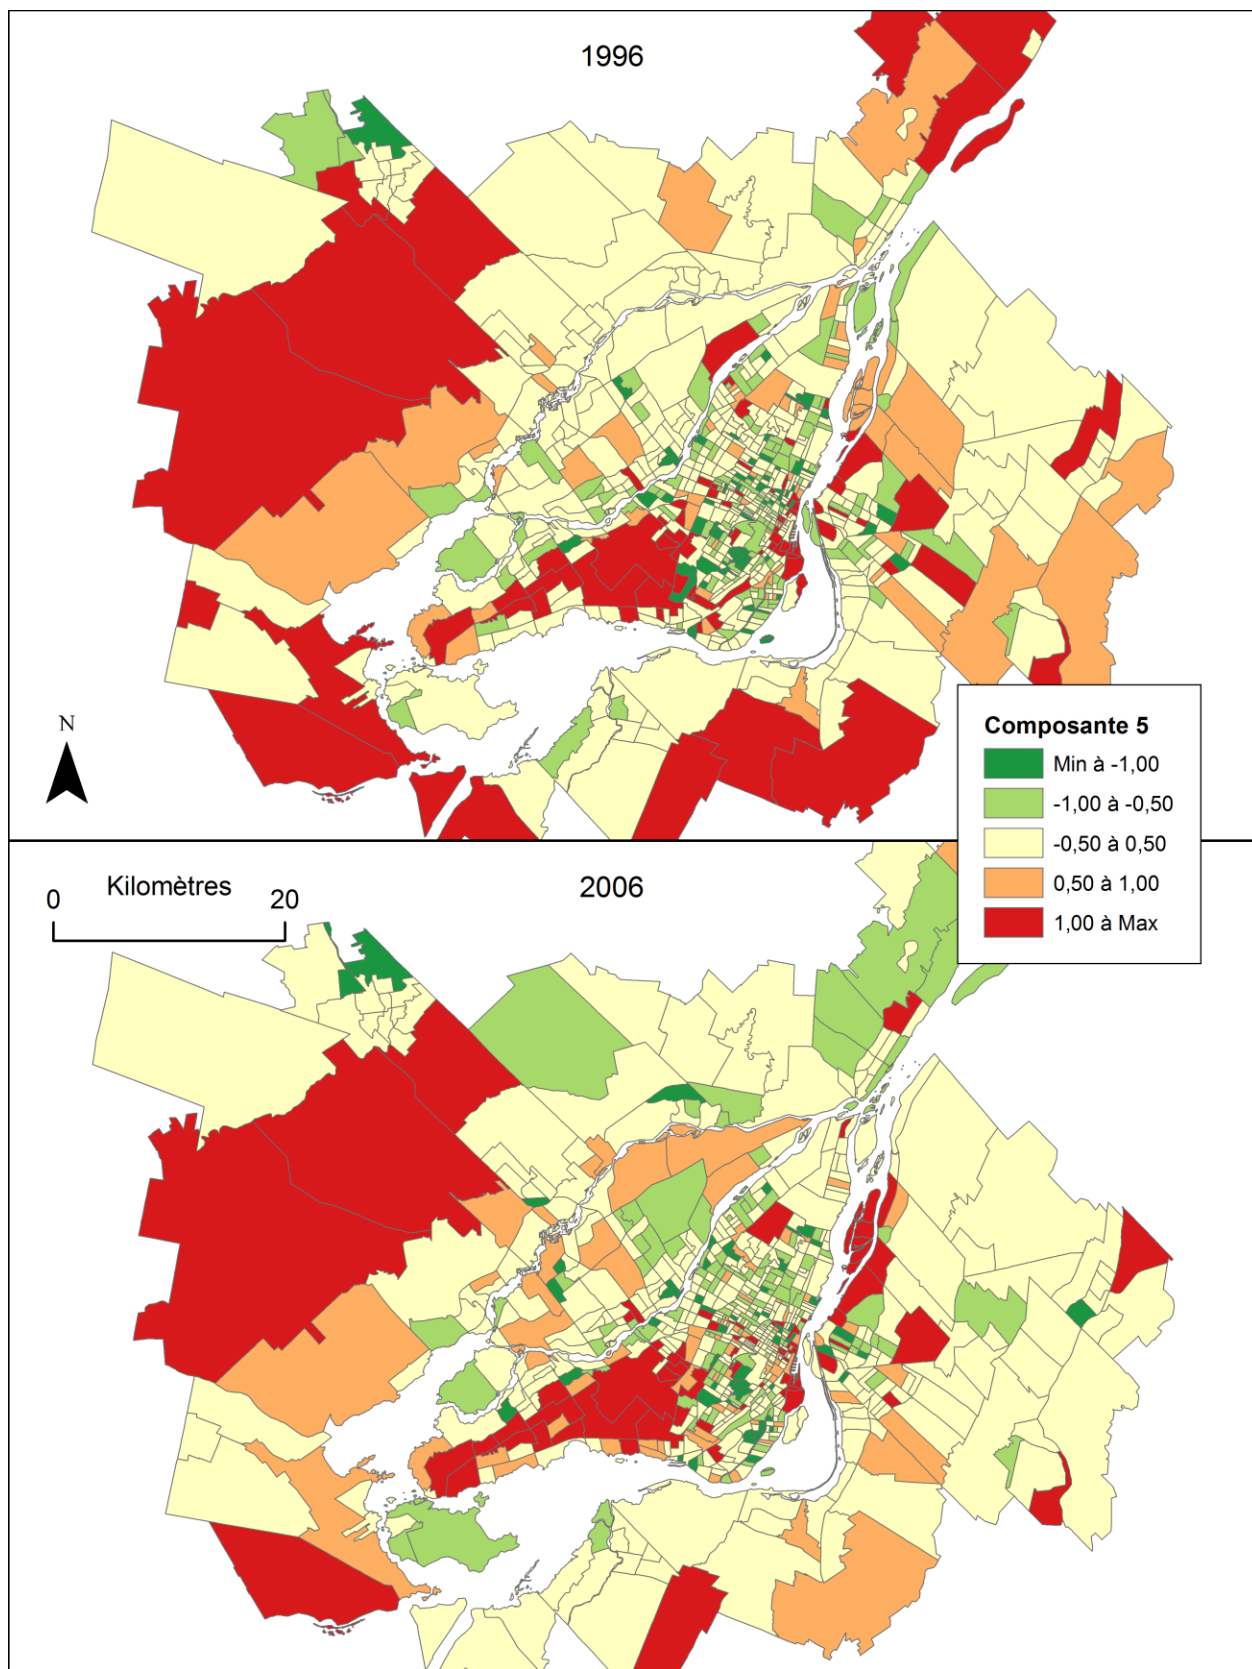 1996
N
Composante 5
Min à -1,00
-1,00 à -0,50
-0,50 à 0,50
0,50 à 1,00
1,00 à Max
Kilomètres
0 20
2006